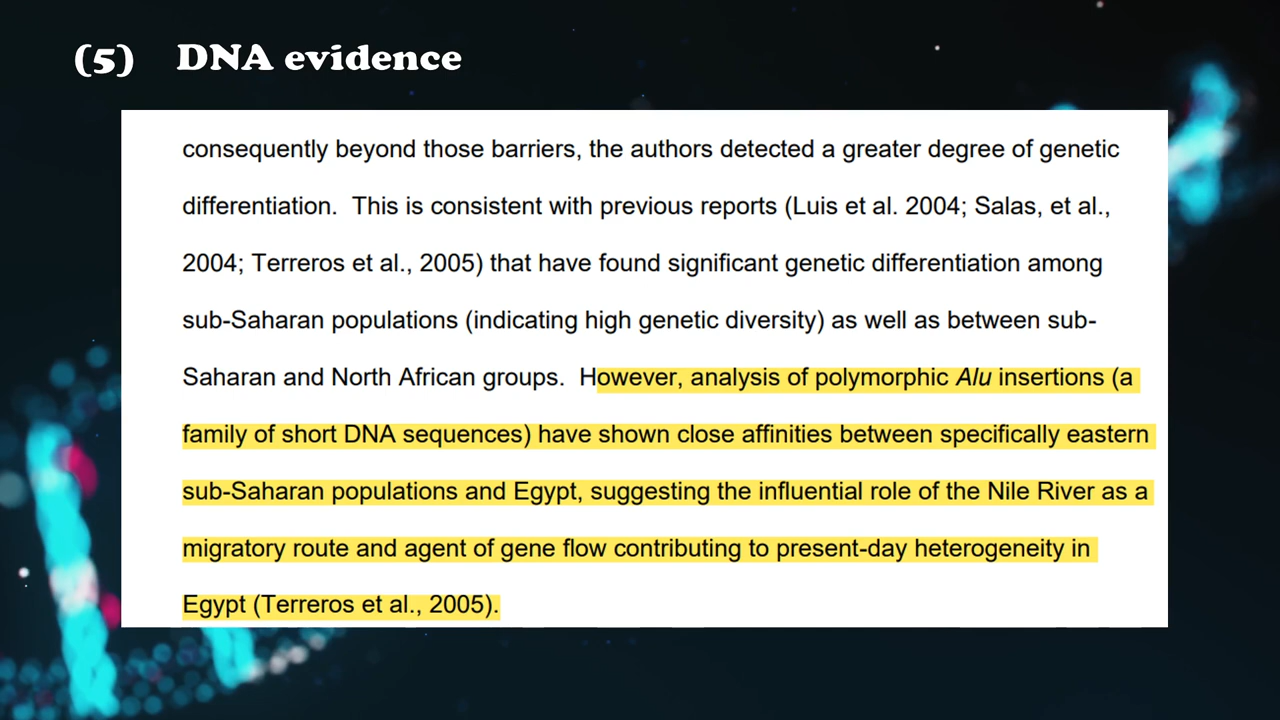 (5) DNA evidence
consequently beyond those barriers, the authors detected a greater degree of genetic
differentiation. This is consistent with previous reports (Luis et al. 2004; Salas, et al.,
2004; Terreros et al., 2005) that have found significant genetic differentiation among
sub-Saharan populations (indicating high genetic diversity) as well as between sub-
Saharan and North African groups. However, analysis of polymorphic Alu insertions (a
family of short DNA sequences) have shown close affinities between specifically eastern
sub-Saharan populations and Egypt, suggesting the influential role of the Nile River as a
migratory route and agent of gene flow contributing to present-day heterogeneity in
Egypt (Terreros et al., 2005).